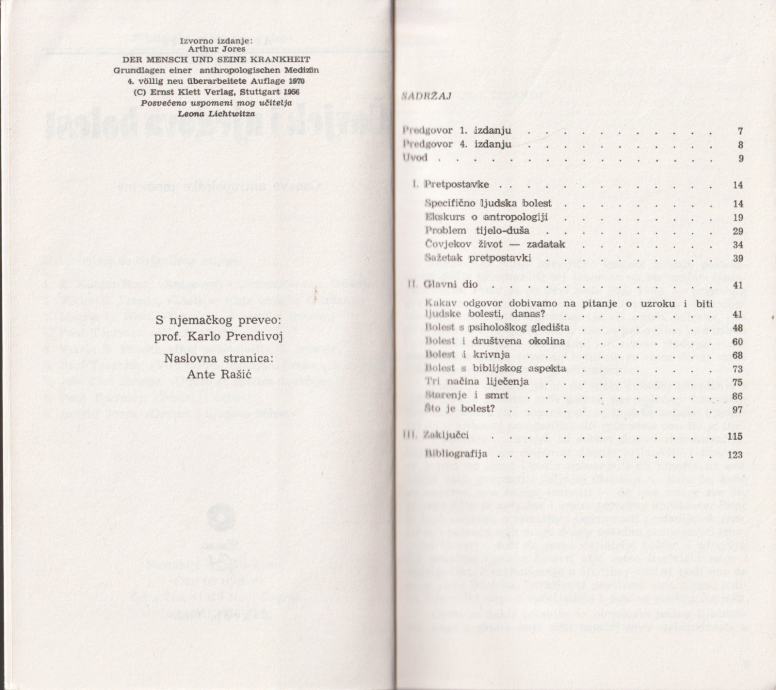 Izvorno izdanje:
Arthur Jores
DER MENSCH UND SEINE KRANKHEIT
Grundlagen einer anthropologischen Medizin
4. völlig neu überarbeitete Auflage 1970
(C) Ernst Klett Verlag, Stuttgart 1956
Posvećeno uspomeni mog učitelja
Leona Lichtwitza
S njemačkog preveo:
prof. Karlo Prendivoj
Naslovna stranica:
Ante Rašić
SADRŽAJ
Predgovor 1. izdanju . . . . . . . . . . . . 7
Predgovor 4. izdanju . . . . . . . . . . . . 8
Uvod . . . . . . . . . . . . . . . . 9
I. Pretpostavke . . . . . . . . . . . . . 14
Specifično ljudska bolest . . . . . . . . . . 14
Ekskurs o antropologiji . . . . . . . . . . 19
Problem tijelo-duša . . . . . . . . . . . 29
Čovjekov život — zadatak . . . . . . . . . . 34
Sažetak pretpostavki . . . . . . . . . . . 39
II. Glavni dio . . . . . . . . . . . . . . 41
Kakav odgovor dobivamo na pitanje o uzroku i biti
ljudske bolesti, danas? . . . . . . . . . . 41
Bolest s psihološkog gledišta . . . . . . . . . 48
Bolest i društvena okolina . . . . . . . . . 60
Bolest i krivnja . . . . . . . . . . . . 68
Bolest s biblijskog aspekta . . . . . . . . . 73
Tri načina liječenja . . . . . . . . . . . 75
Starenje i smrt . . . . . . . . . . . . 86
Što je bolest? . . . . . . . . . . . . . 97
III. Zaključci . . . . . . . . . . . . . 115
Bibliografija . . . . . . . . . . . . . 123